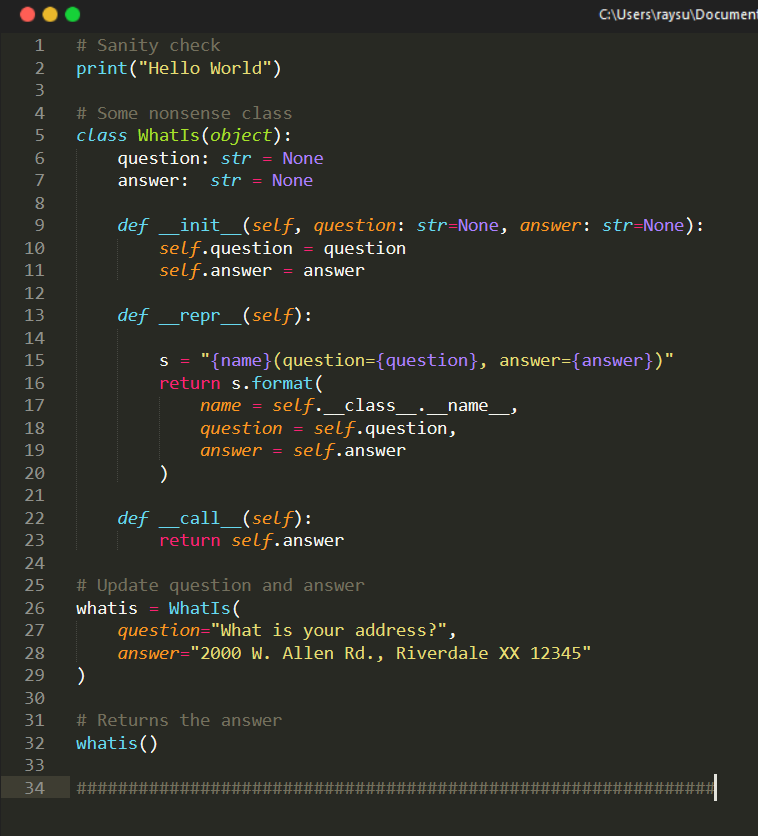 C:\Users\raysu\Document
1 # Sanity check
2 print("Hello World")
3
4 # Some nonsense class
5 class WhatIs(object):
6     question: str = None
7     answer:  str = None
8
9     def __init__(self, question: str=None, answer: str=None):
10         self.question = question
11         self.answer = answer
12
13     def __repr__(self):
14
15         s = "{name}(question={question}, answer={answer})"
16         return s.format(
17             name = self.__class__.__name__,
18             question = self.question,
19             answer = self.answer
20         )
21
22     def __call__(self):
23         return self.answer
24
25 # Update question and answer
26 whatis = WhatIs(
27     question="What is your address?",
28     answer="2000 W. Allen Rd., Riverdale XX 12345"
29 )
30
31 # Returns the answer
32 whatis()
33
34 ##############################################################